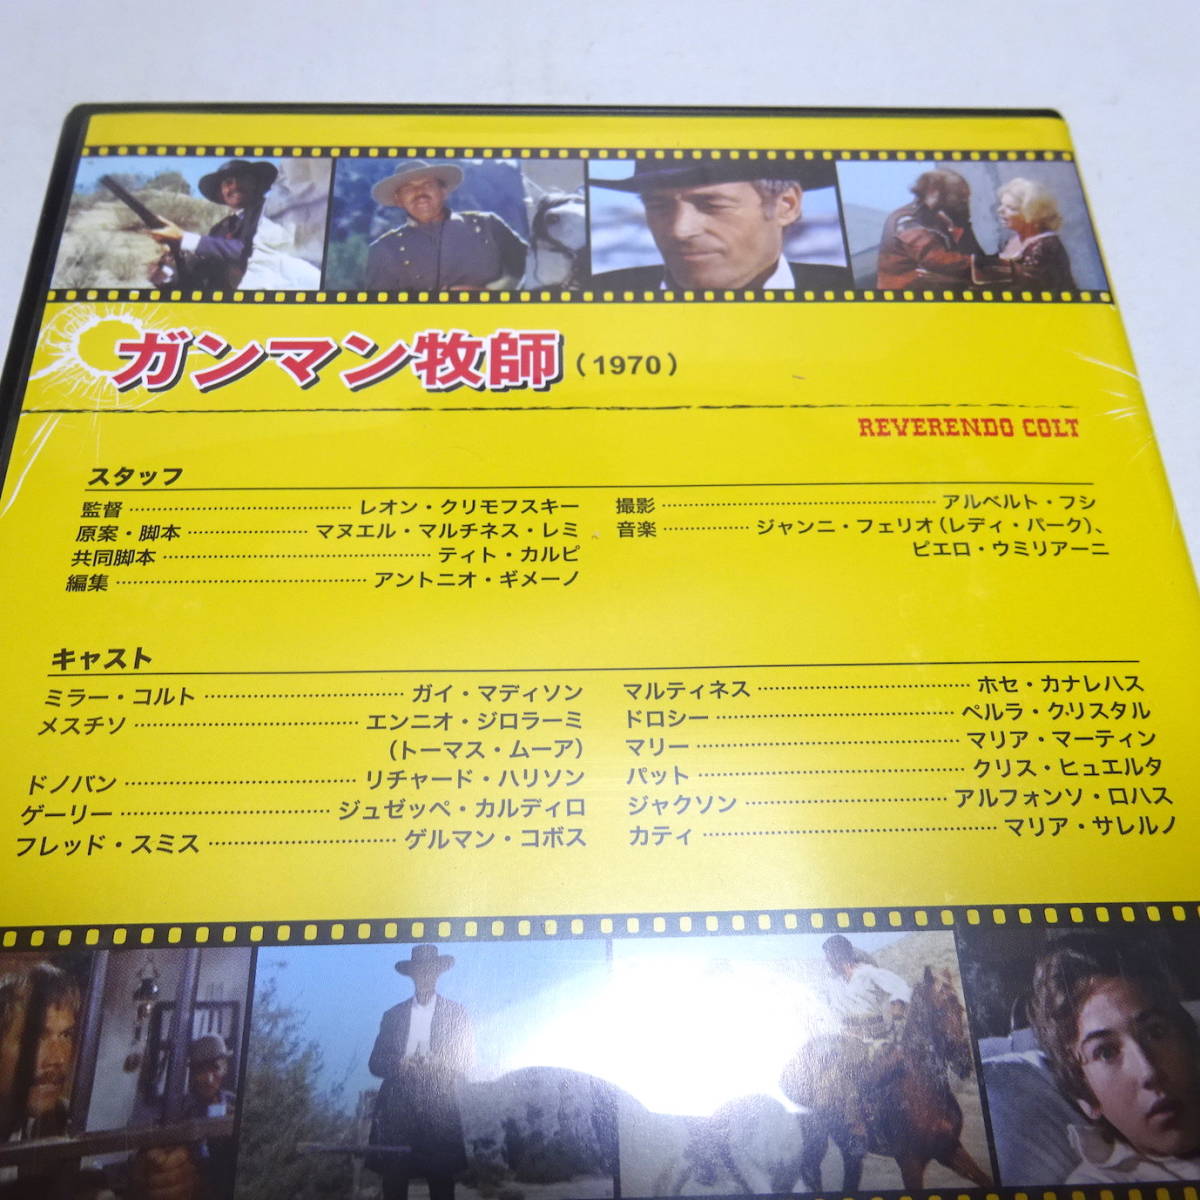 ガンマン牧師(1970)
REVERENDO COLT
スタッフ
監督 レオン・クリモフスキー
原案・脚本 マヌエル・マルチネス・レミ
共同脚本 ティト・カルピ
編集 アントニオ・ギメーノ
撮影 アルベルト・フシ
音楽 ジャンニ・フェリオ(レディ・パーク)、
ピエロ・ウミリアーニ
キャスト
ミラー・コルト ガイ・マディソン
メスチソ エンニオ・ジロラーミ
(トーマス・ムーア)
ドノバン リチャード・ハリソン
ゲーリー ジュゼッペ・カルディロ
フレッド・スミス ゲルマン・コボス
マルティネス ホセ・カナレハス
ドロシー ペルラ・クリスタル
マリー マリア・マーティン
パット クリス・ヒュエルタ
ジャクソン アルフォンソ・ロハス
カティ マリア・サレルノ